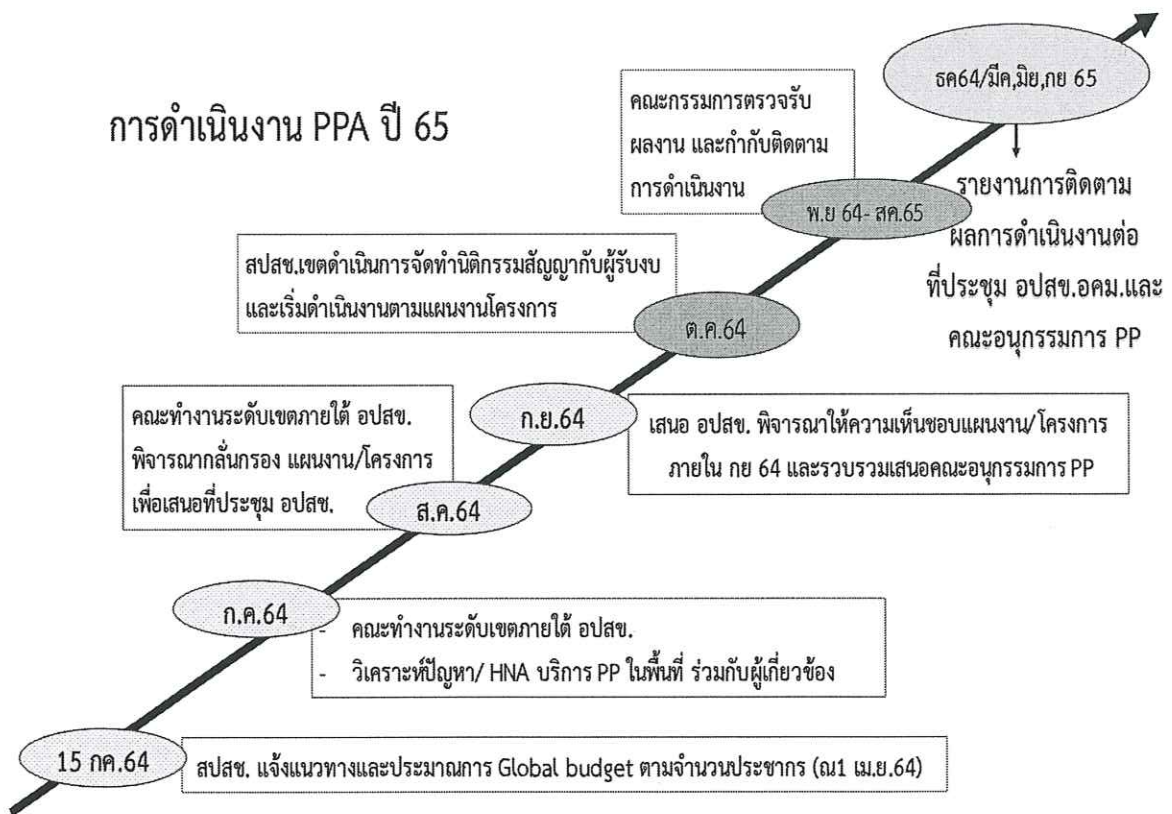 การดำเนินงาน PPA ปี 65
ธค64/มีค,มิย,กย 65
รายงานการติดตาม
ผลการดำเนินงานต่อ
ที่ประชุม อปสข.อคม.และ
คณะอนุกรรมการ PP
คณะกรรมการตรวจรับ
ผลงาน และกำกับติดตาม
การดำเนินงาน
พ.ย 64- สค.65
สปสช.เขตดำเนินการจัดทำนิติกรรมสัญญากับผู้รับงบ
และเริ่มดำเนินงานตามแผนงานโครงการ
ต.ค.64
ก.ย.64
เสนอ อปสข. พิจารณาให้ความเห็นชอบแผนงาน/โครงการ
ภายใน กย 64 และรวบรวมเสนอคณะอนุกรรมการ PP
คณะทำงานระดับเขตภายใต้ อปสข.
พิจารณากลั่นกรอง แผนงาน/โครงการ
เพื่อเสนอที่ประชุม อปสช.
ส.ค.64
ก.ค.64
- คณะทำงานระดับเขตภายใต้ อปสข.
- วิเคราะห์ปัญหา/ HNA บริการ PP ในพื้นที่ ร่วมกับผู้เกี่ยวข้อง
15 กค.64
สปสช. แจ้งแนวทางและประมาณการ Global budget ตามจำนวนประชากร (ณ1 เม.ย.64)